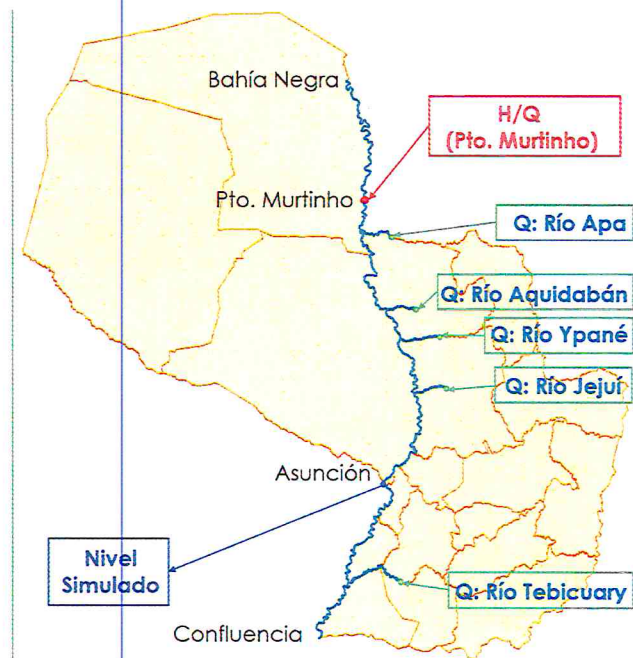 Bahía Negra
H/Q
(Pto. Murtinho)
Pto. Murtinho
Q: Río Apa
Q: Río Aquidabán
Q: Río Ypané
Q: Río Jejuí
Asunción
Nivel
Simulado
Q: Río Tebicuary
Confluencia